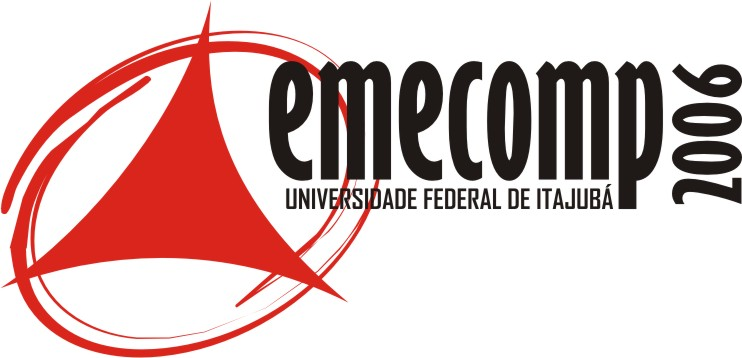 emecomp
2006
UNIVERSIDADE FEDERAL DE ITAJUBÁ